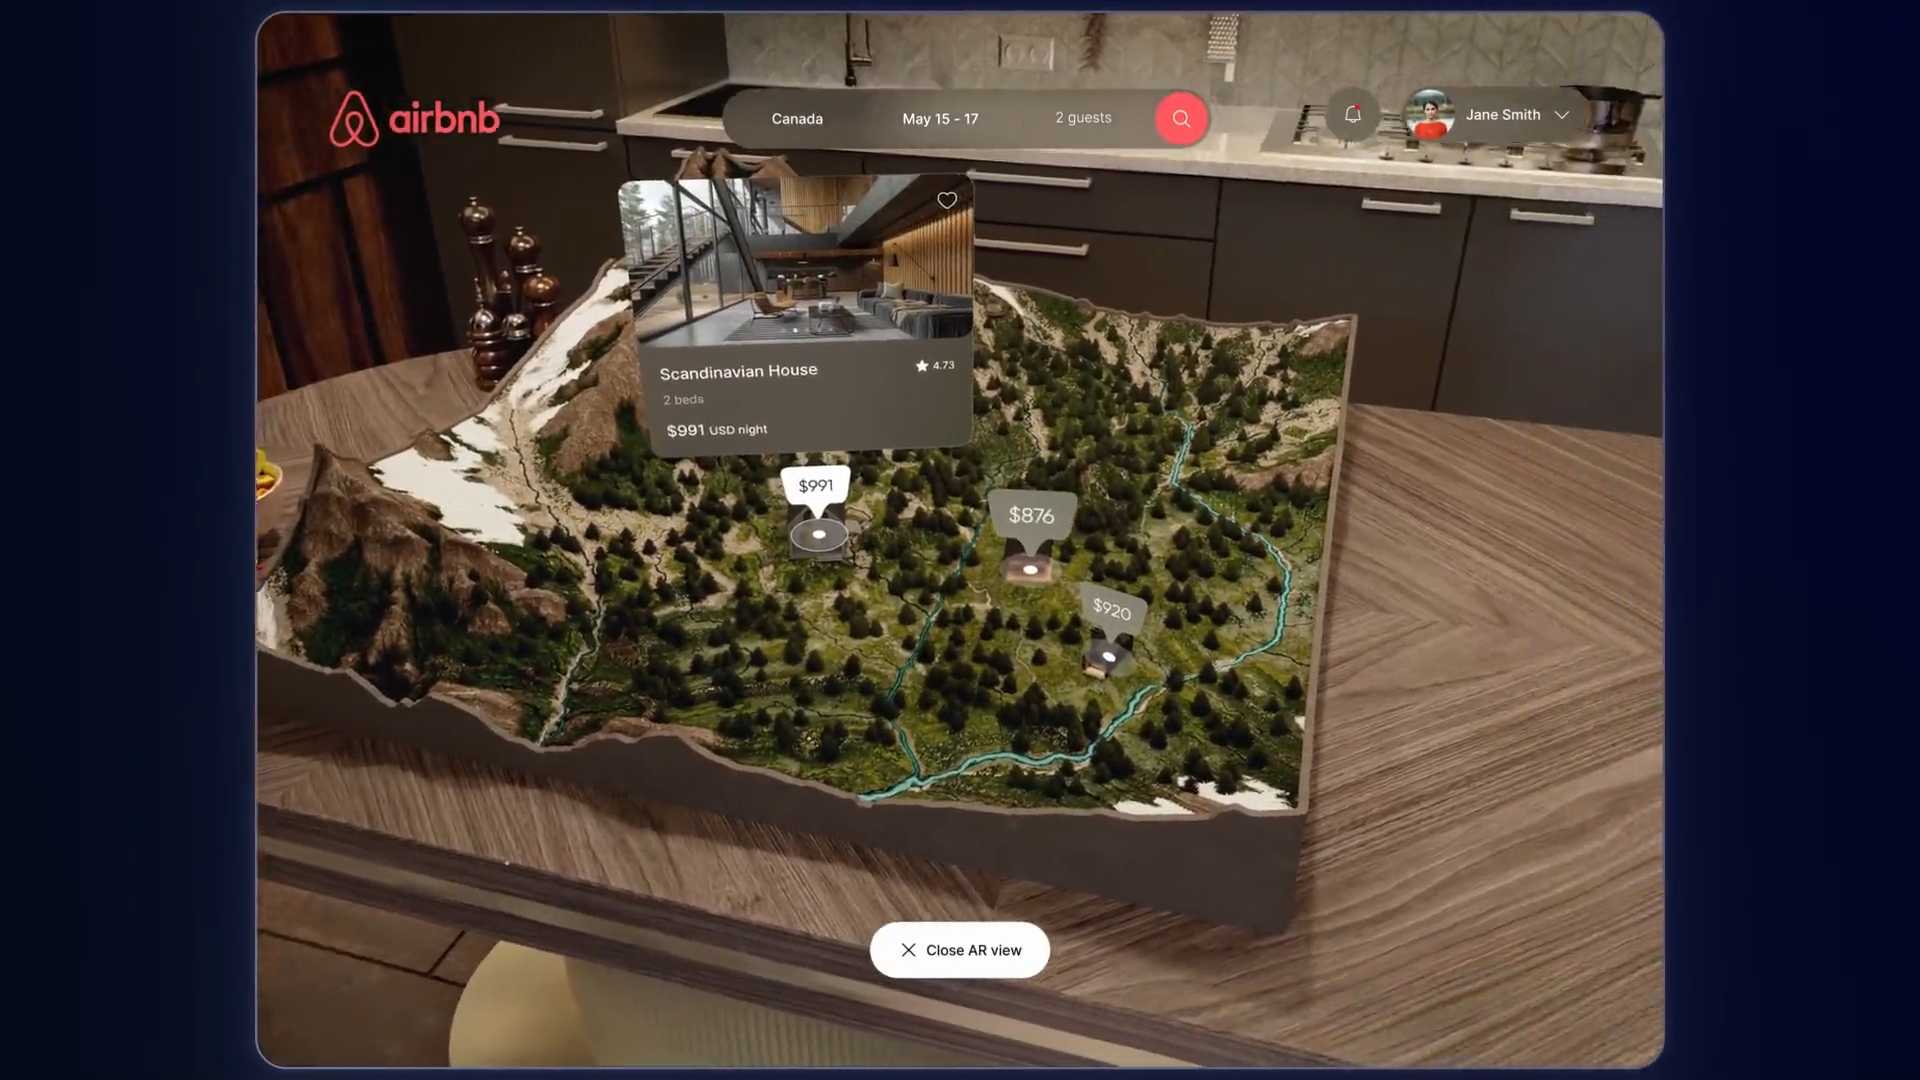 airbnb
Canada
May 15 - 17
2 guests
Jane Smith
Scandinavian House
4.73
2 beds
$991 USD night
$991
$876
$920
Close AR view